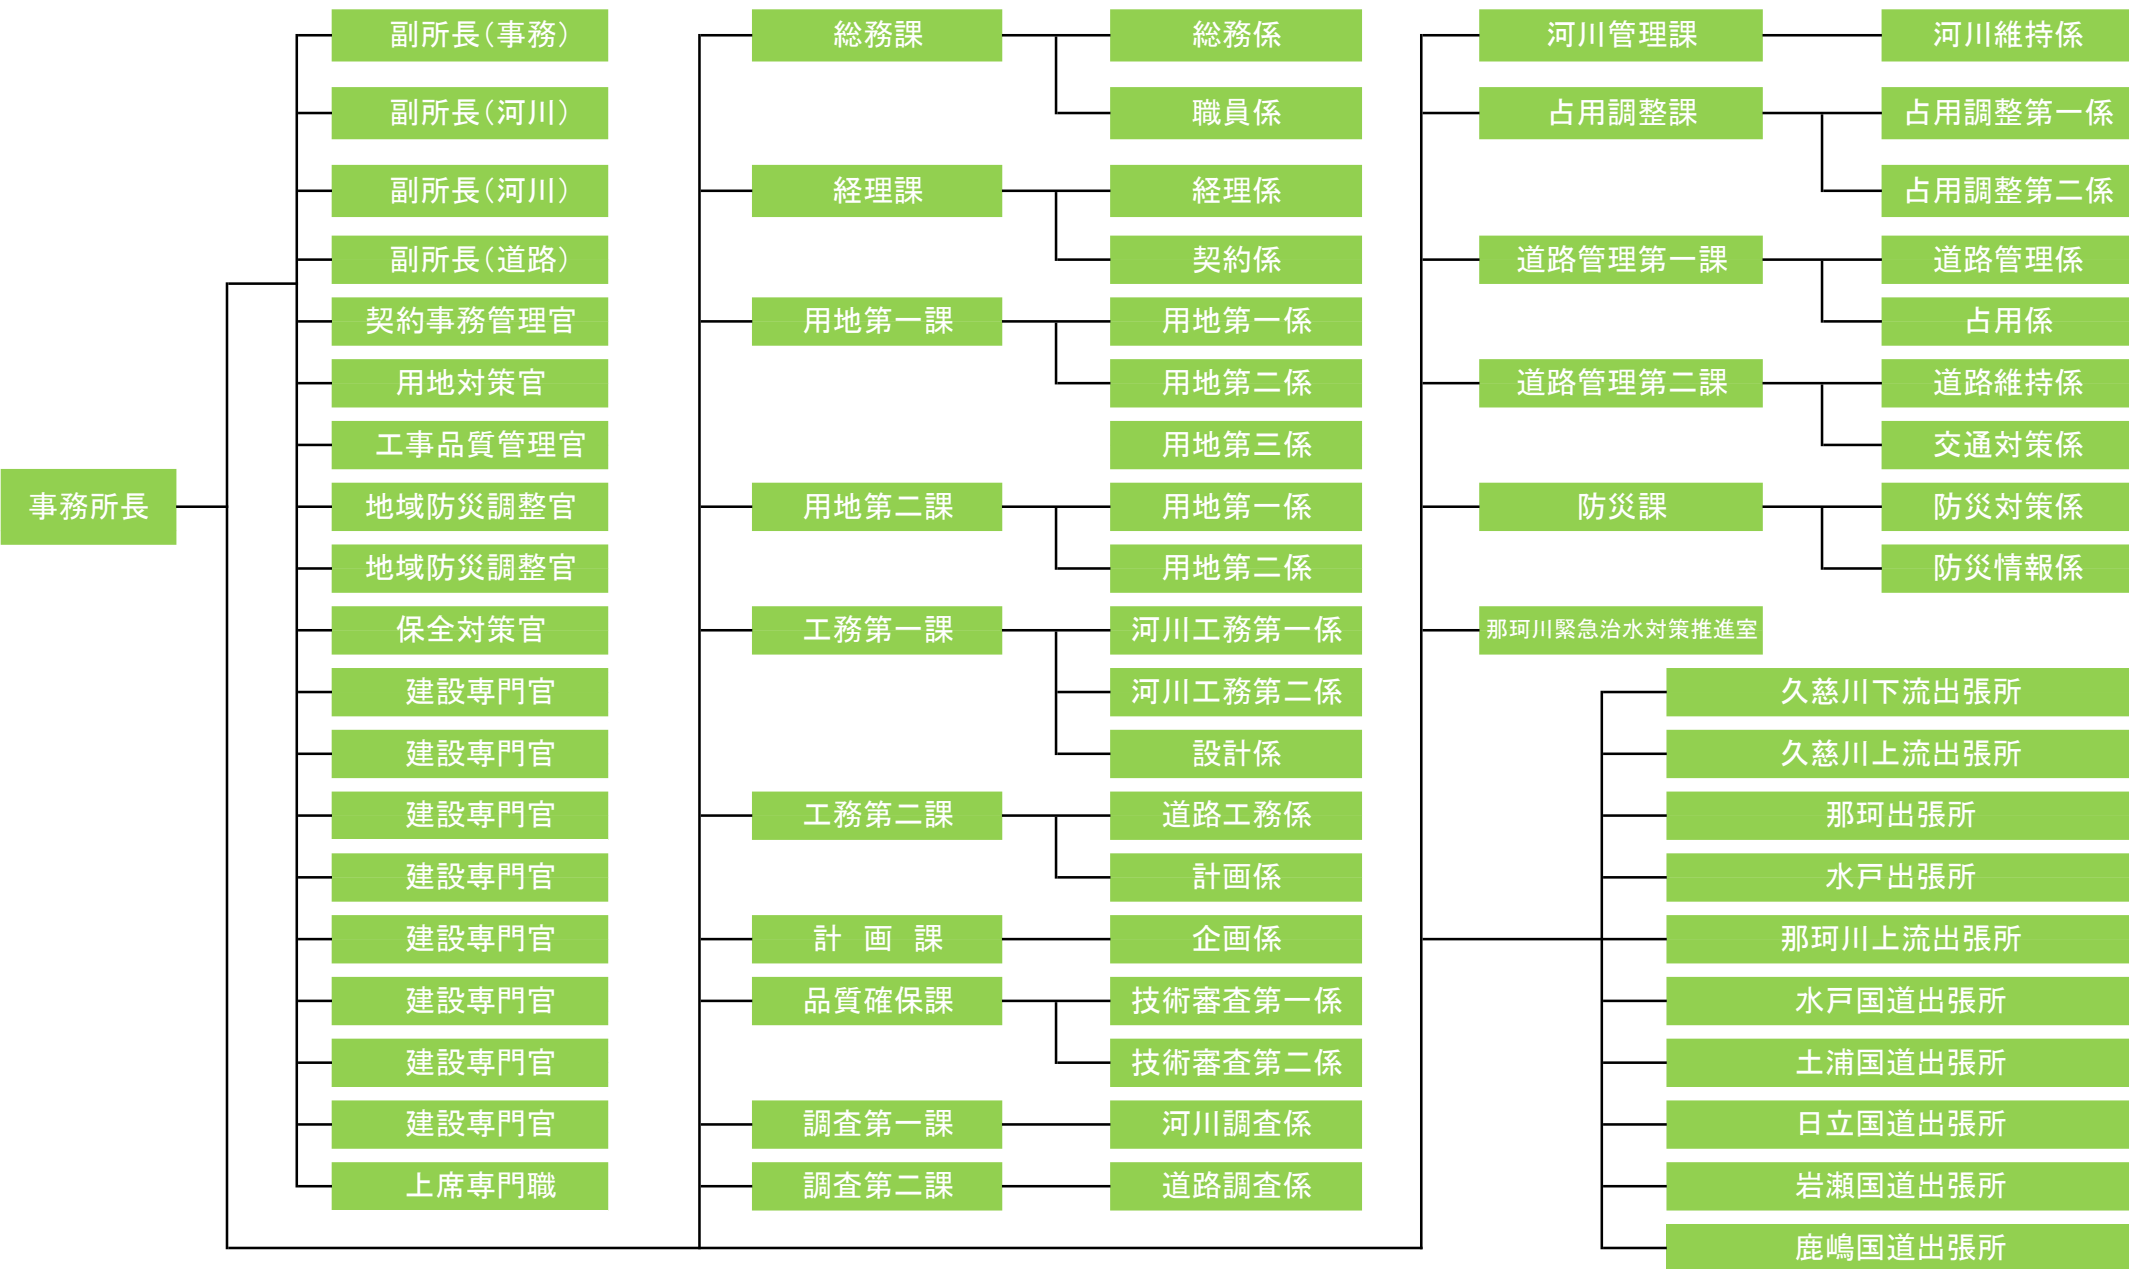 事務所長
副所長(事務)
副所長(河川)
副所長(河川)
副所長(道路)
契約事務管理官
用地対策官
工事品質管理官
地域防災調整官
地域防災調整官
保全対策官
建設専門官
建設専門官
建設専門官
建設専門官
建設専門官
建設専門官
建設専門官
建設専門官
上席専門職
総務課
総務係
職員係
経理課
経理係
契約係
用地第一課
用地第一係
用地第二係
用地第三係
用地第二課
用地第一係
用地第二係
工務第一課
河川工務第一係
河川工務第二係
設計係
工務第二課
道路工務係
計画係
計 画 課
企画係
品質確保課
技術審査第一係
技術審査第二係
調査第一課
河川調査係
調査第二課
道路調査係
河川管理課
河川維持係
占用調整課
占用調整第一係
占用調整第二係
道路管理第一課
道路管理係
占用係
道路管理第二課
道路維持係
交通対策係
防災課
防災対策係
防災情報係
那珂川緊急治水対策推進室
久慈川下流出張所
久慈川上流出張所
那珂出張所
水戸出張所
那珂川上流出張所
水戸国道出張所
土浦国道出張所
日立国道出張所
岩瀬国道出張所
鹿嶋国道出張所